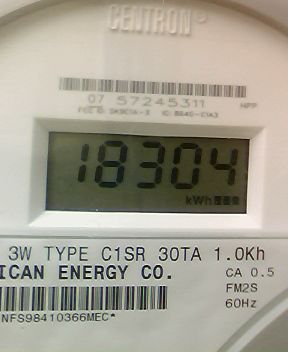 CENTRON®
07 57245311 HPP
18304
kWh
3W TYPE C1SR 30TA 1.0Kh
ICAN ENERGY CO. CA 0.5
FM2S
60Hz
NFS98410366MEC*